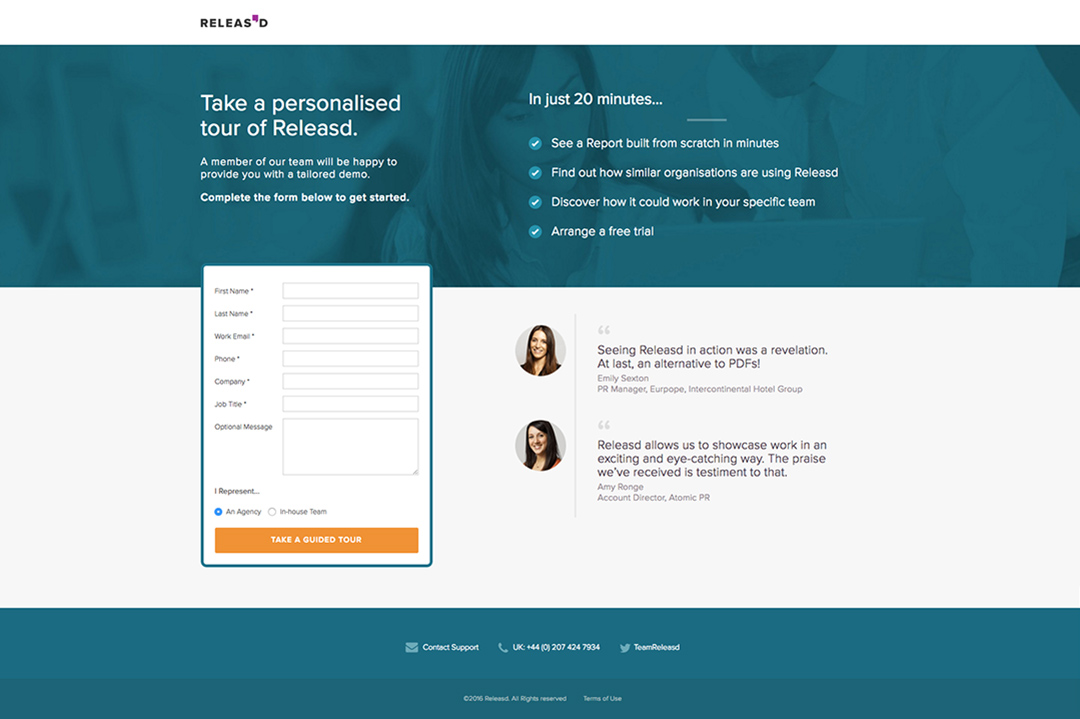 RELEAS'D
Take a personalised
tour of Releasd.
A member of our team will be happy to
provide you with a tailored demo.
Complete the form below to get started.
In just 20 minutes...
See a Report built from scratch in minutes
Find out how similar organisations are using Releasd
Discover how it could work in your specific team
Arrange a free trial
First Name *
Last Name *
Work Email *
Phone *
Company *
Job Title *
Optional Message
I Represent...
An Agency In-house Team
TAKE A GUIDED TOUR
“
Seeing Releasd in action was a revelation.
At last, an alternative to PDFs!
Emily Sexton
PR Manager, Eurpope, Intercontinental Hotel Group
“
Releasd allows us to showcase work in an
exciting and eye-catching way. The praise
we've received is testiment to that.
Amy Ronge
Account Director, Atomic PR
Contact Support UK: +44 (0) 207 424 7934 TeamReleasd
©2016 Releasd. All Rights reserved Terms of Use